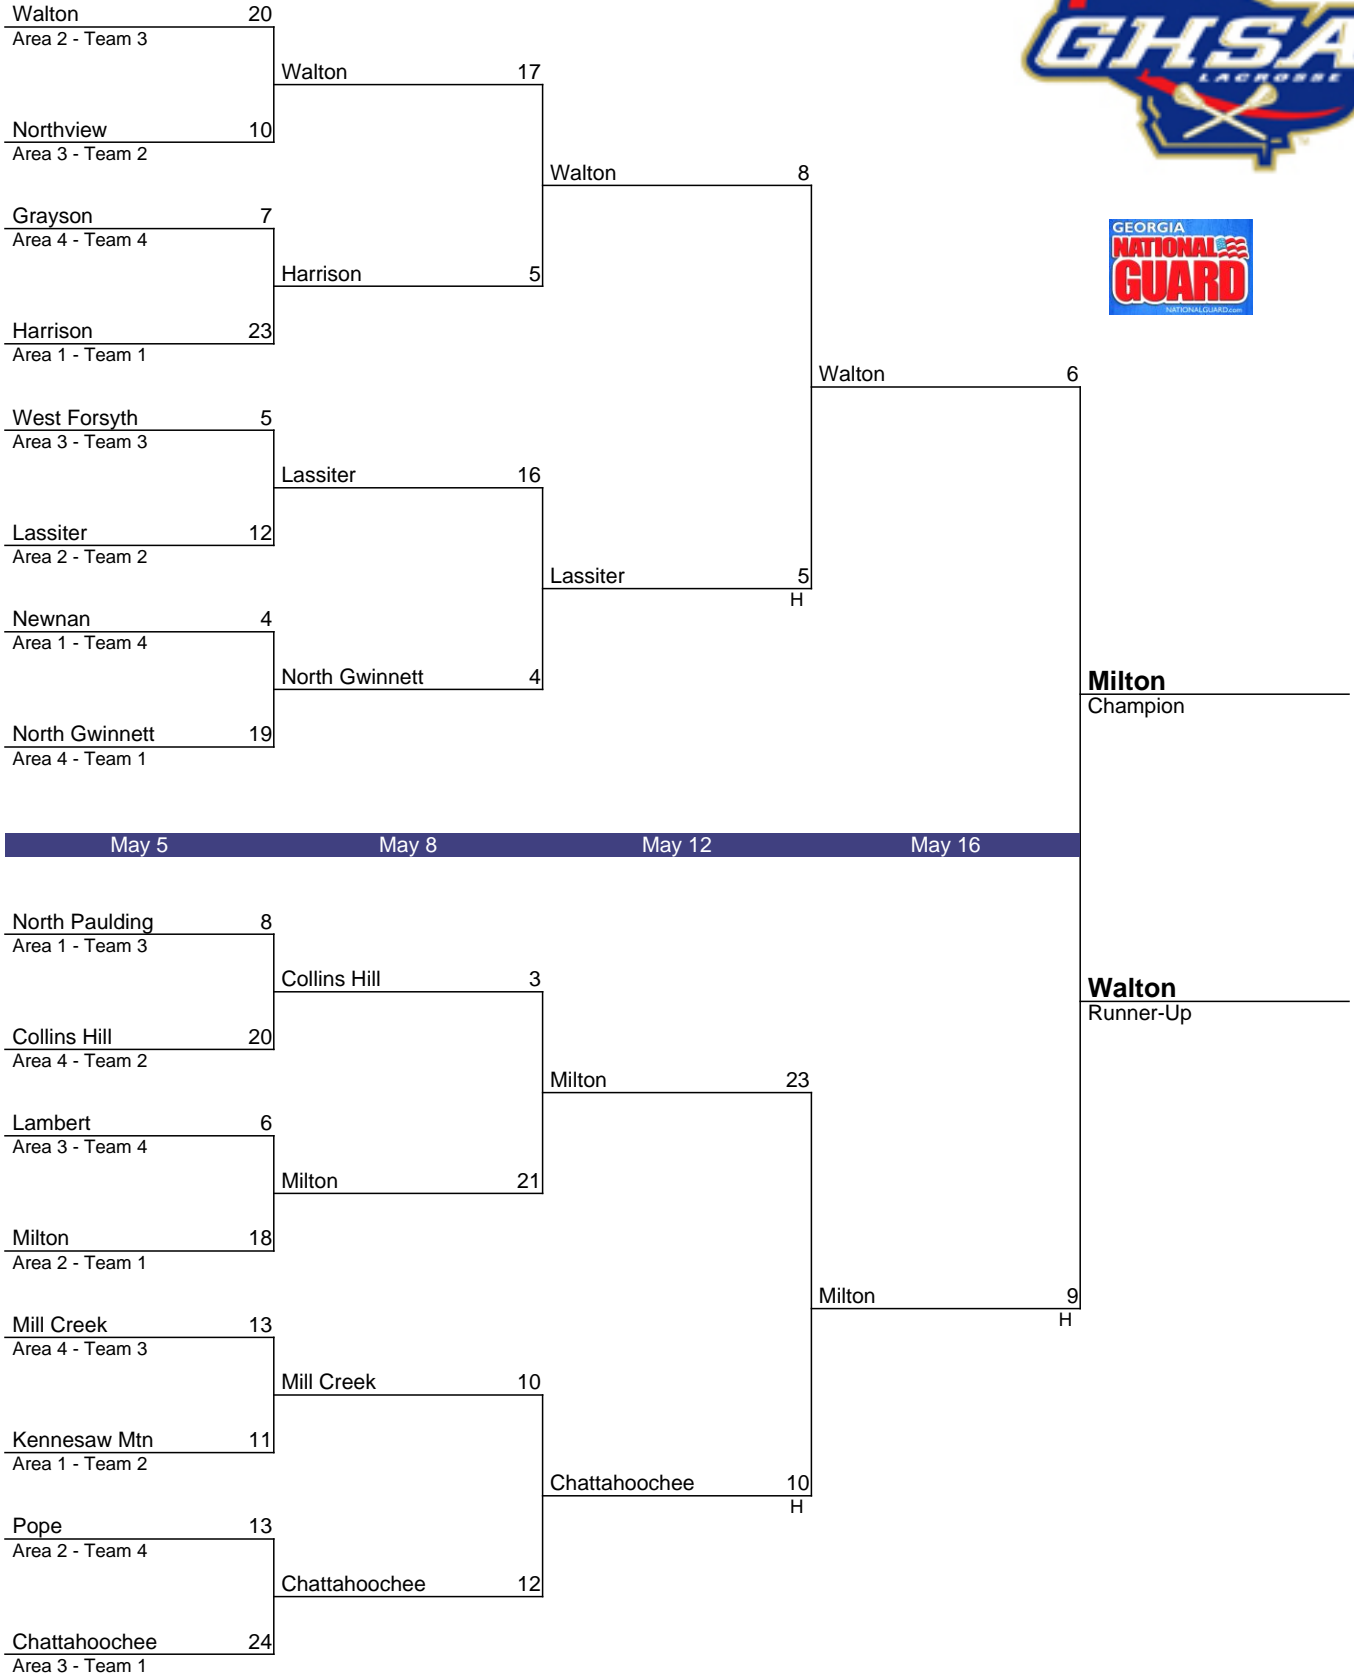 Walton 20
Area 2 - Team 3
Walton 17
Northview 10
Area 3 - Team 2
Walton 8
Grayson 7
Area 4 - Team 4
Harrison 5
Harrison 23
Area 1 - Team 1
Walton 6
West Forsyth 5
Area 3 - Team 3
Lassiter 16
Lassiter 12
Area 2 - Team 2
Lassiter 5
H
Newnan 4
Area 1 - Team 4
North Gwinnett 4
North Gwinnett 19
Area 4 - Team 1
Milton
Champion
GHSA
LACROSSE
GEORGIA
NATIONAL
GUARD
NATIONALGUARD.com
May 5 May 8 May 12 May 16
North Paulding 8
Area 1 - Team 3
Collins Hill 3
Collins Hill 20
Area 4 - Team 2
Milton 23
Lambert 6
Area 3 - Team 4
Milton 21
Milton 18
Area 2 - Team 1
Milton 9
H
Mill Creek 13
Area 4 - Team 3
Mill Creek 10
Kennesaw Mtn 11
Area 1 - Team 2
Chattahoochee 10
H
Pope 13
Area 2 - Team 4
Chattahoochee 12
Chattahoochee 24
Area 3 - Team 1
Walton
Runner-Up